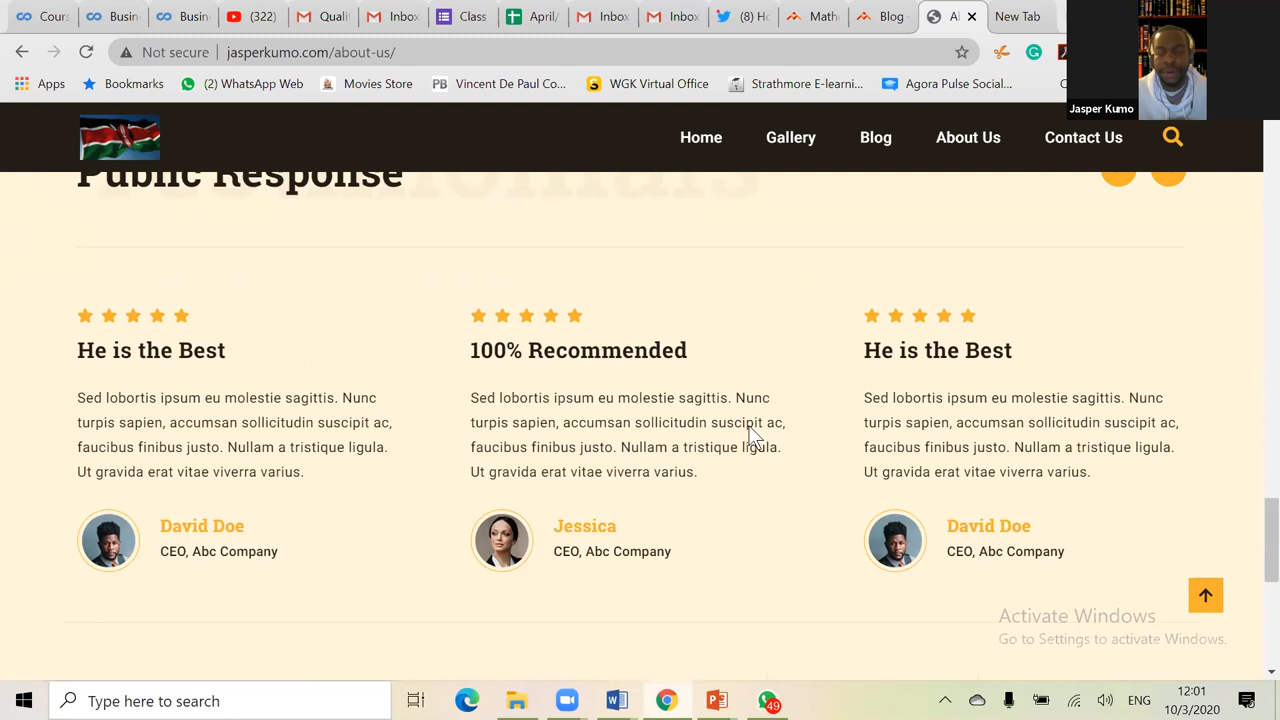 Cours
Busin
Busin
(322)
Qualit
Inbox
Class
April/
Inbox
Inbox
(8) Ho
Math
Blog
Al
New Tab
Not secure
jasperkumo.com/about-us/
Apps
Bookmarks
(2) WhatsApp Web
Movies Store
PB
Vincent De Paul Co...
WGK Virtual Office
Strathmore E-learni...
Agora Pulse Social...
Jasper Kumo
Home
Gallery
Blog
About Us
Contact Us
Public Response
He is the Best
Sed lobortis ipsum eu molestie sagittis. Nunc
turpis sapien, accumsan sollicitudin suscipit ac,
faucibus finibus justo. Nullam a tristique ligula.
Ut gravida erat vitae viverra varius.
David Doe
CEO, Abc Company
100% Recommended
Sed lobortis ipsum eu molestie sagittis. Nunc
turpis sapien, accumsan sollicitudin suscipit ac,
faucibus finibus justo. Nullam a tristique ligula.
Ut gravida erat vitae viverra varius.
Jessica
CEO, Abc Company
He is the Best
Sed lobortis ipsum eu molestie sagittis. Nunc
turpis sapien, accumsan sollicitudin suscipit ac,
faucibus finibus justo. Nullam a tristique ligula.
Ut gravida erat vitae viverra varius.
David Doe
CEO, Abc Company
Activate Windows
Go to Settings to activate Windows.
Type here to search
49
ENG
12:01
10/3/2020